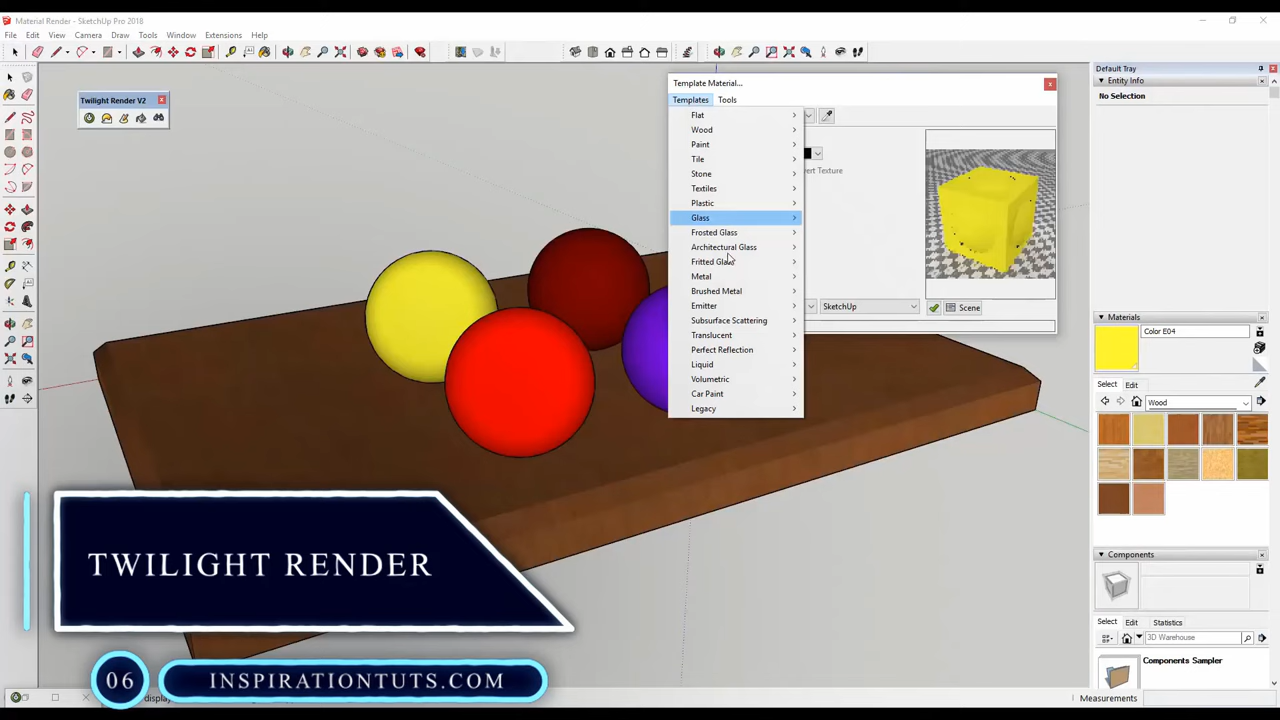 Material Render - SketchUp Pro 2018
File Edit View Camera Draw Tools Window Extensions Help
Default Tray
Entity Info
No Selection
Twilight Render V2
Template Material...
Templates Tools
Flat
Wood
Paint
Tile
Stone
Textiles
Plastic
Glass
Frosted Glass
Architectural Glass
Fritted
Metal
Brushed Metal
Emitter
Subsurface Scattering
Translucent
Perfect Reflection
Liquid
Volumetric
Car Paint
Legacy
Texture
SketchUp
Scene
Materials
Color E04
Select Edit
Wood
Components
Select Edit Statistics
3D Warehouse
Components Sampler
Measurements
TWILIGHT RENDER
06 INSPIRATIONTUTS.COM